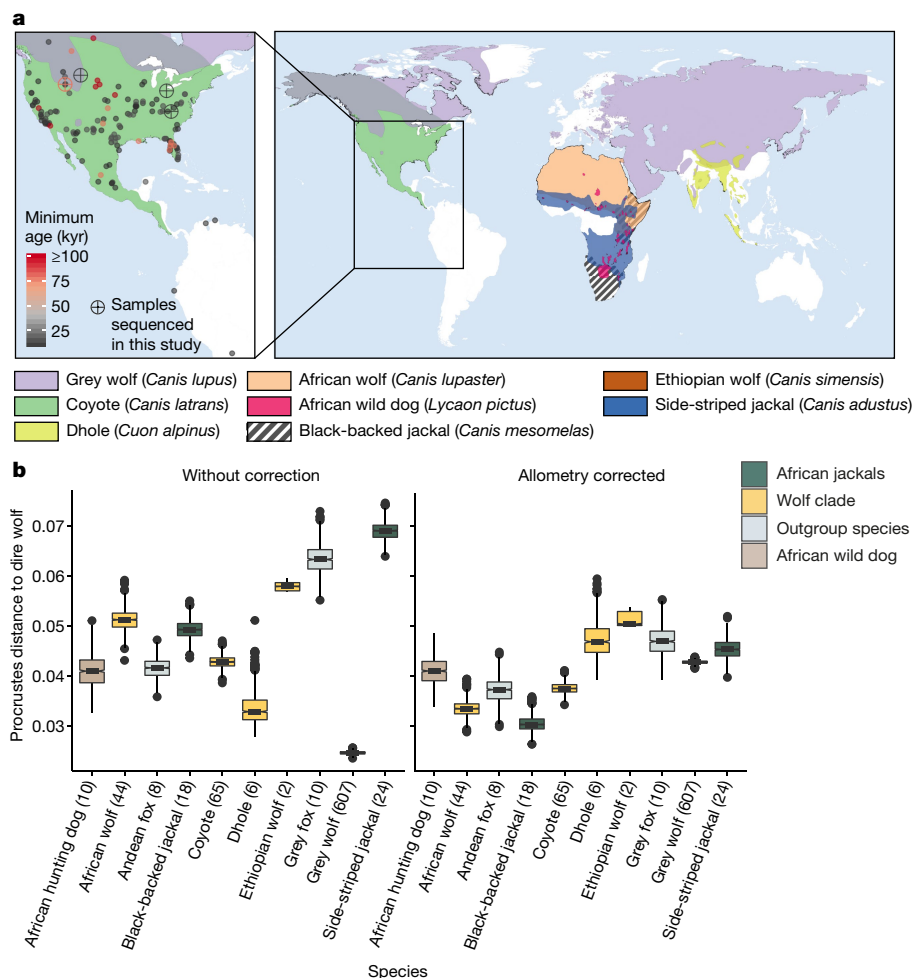 a
Minimum
age (kyr)
≥100
75
50
25
Samples
sequenced
in this study
Grey wolf (Canis lupus)
African wolf (Canis lupaster)
Ethiopian wolf (Canis simensis)
Coyote (Canis latrans)
African wild dog (Lycaon pictus)
Side-striped jackal (Canis adustus)
Dhole (Cuon alpinus)
Black-backed jackal (Canis mesomelas)
b
Without correction
Allometry corrected
African jackals
Wolf clade
Outgroup species
African wild dog
Procrustes distance to dire wolf
0.07
0.06
0.05
0.04
0.03
African hunting dog (10)
African wolf (44)
Andean fox (8)
Black-backed jackal (18)
Coyote (65)
Dhole (6)
Ethiopian wolf (2)
Grey fox (10)
Grey wolf (607)
Side-striped jackal (24)
African hunting dog (10)
African wolf (44)
Andean fox (8)
Black-backed jackal (18)
Coyote (65)
Dhole (6)
Ethiopian wolf (2)
Grey fox (10)
Grey wolf (607)
Side-striped jackal (24)
Species